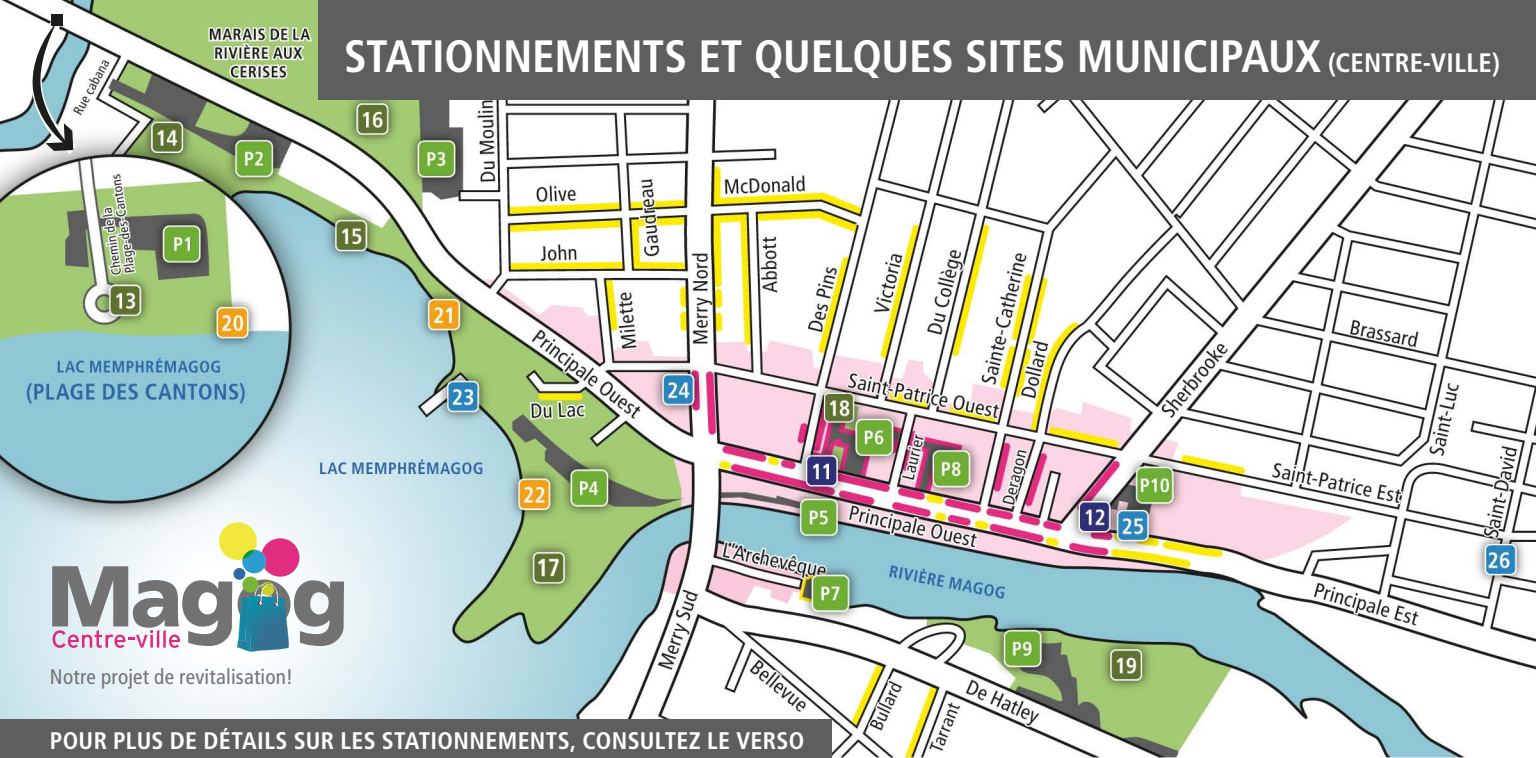 STATIONNEMENTS ET QUELQUES SITES MUNICIPAUX (CENTRE-VILLE)
MARAIS DE LA
RIVIÈRE AUX
CERISES
Rue cabana
14
P2
16
P3
Du Moulin
15
Chemin de la
Plage-des-Cantons
P1
13
20
LAC MEMPHRÉMAGOG
(PLAGE DES CANTONS)
Olive
John
Gaudreau
McDonald
Merry Nord
Abbott
Milette
Des Pins
Victoria
Du Collège
Sainte-Catherine
Dollard
Sherbrooke
Brassard
Saint-Luc
Saint-David
21
Principale Ouest
23
Du Lac
24
Saint-Patrice Ouest
18
P6
11
Laurier
P8
Deragon
Saint-Patrice Est
P10
12
25
26
LAC MEMPHRÉMAGOG
22
P4
P5
Principale Ouest
17
L'Archevêque
P7
RIVIÈRE MAGOG
Principale Est
Merry Sud
P9
19
Bellevue
Bullard
Tarrant
De Hatley
Magog
Centre-ville
Notre projet de revitalisation!
POUR PLUS DE DÉTAILS SUR LES STATIONNEMENTS, CONSULTEZ LE VERSO